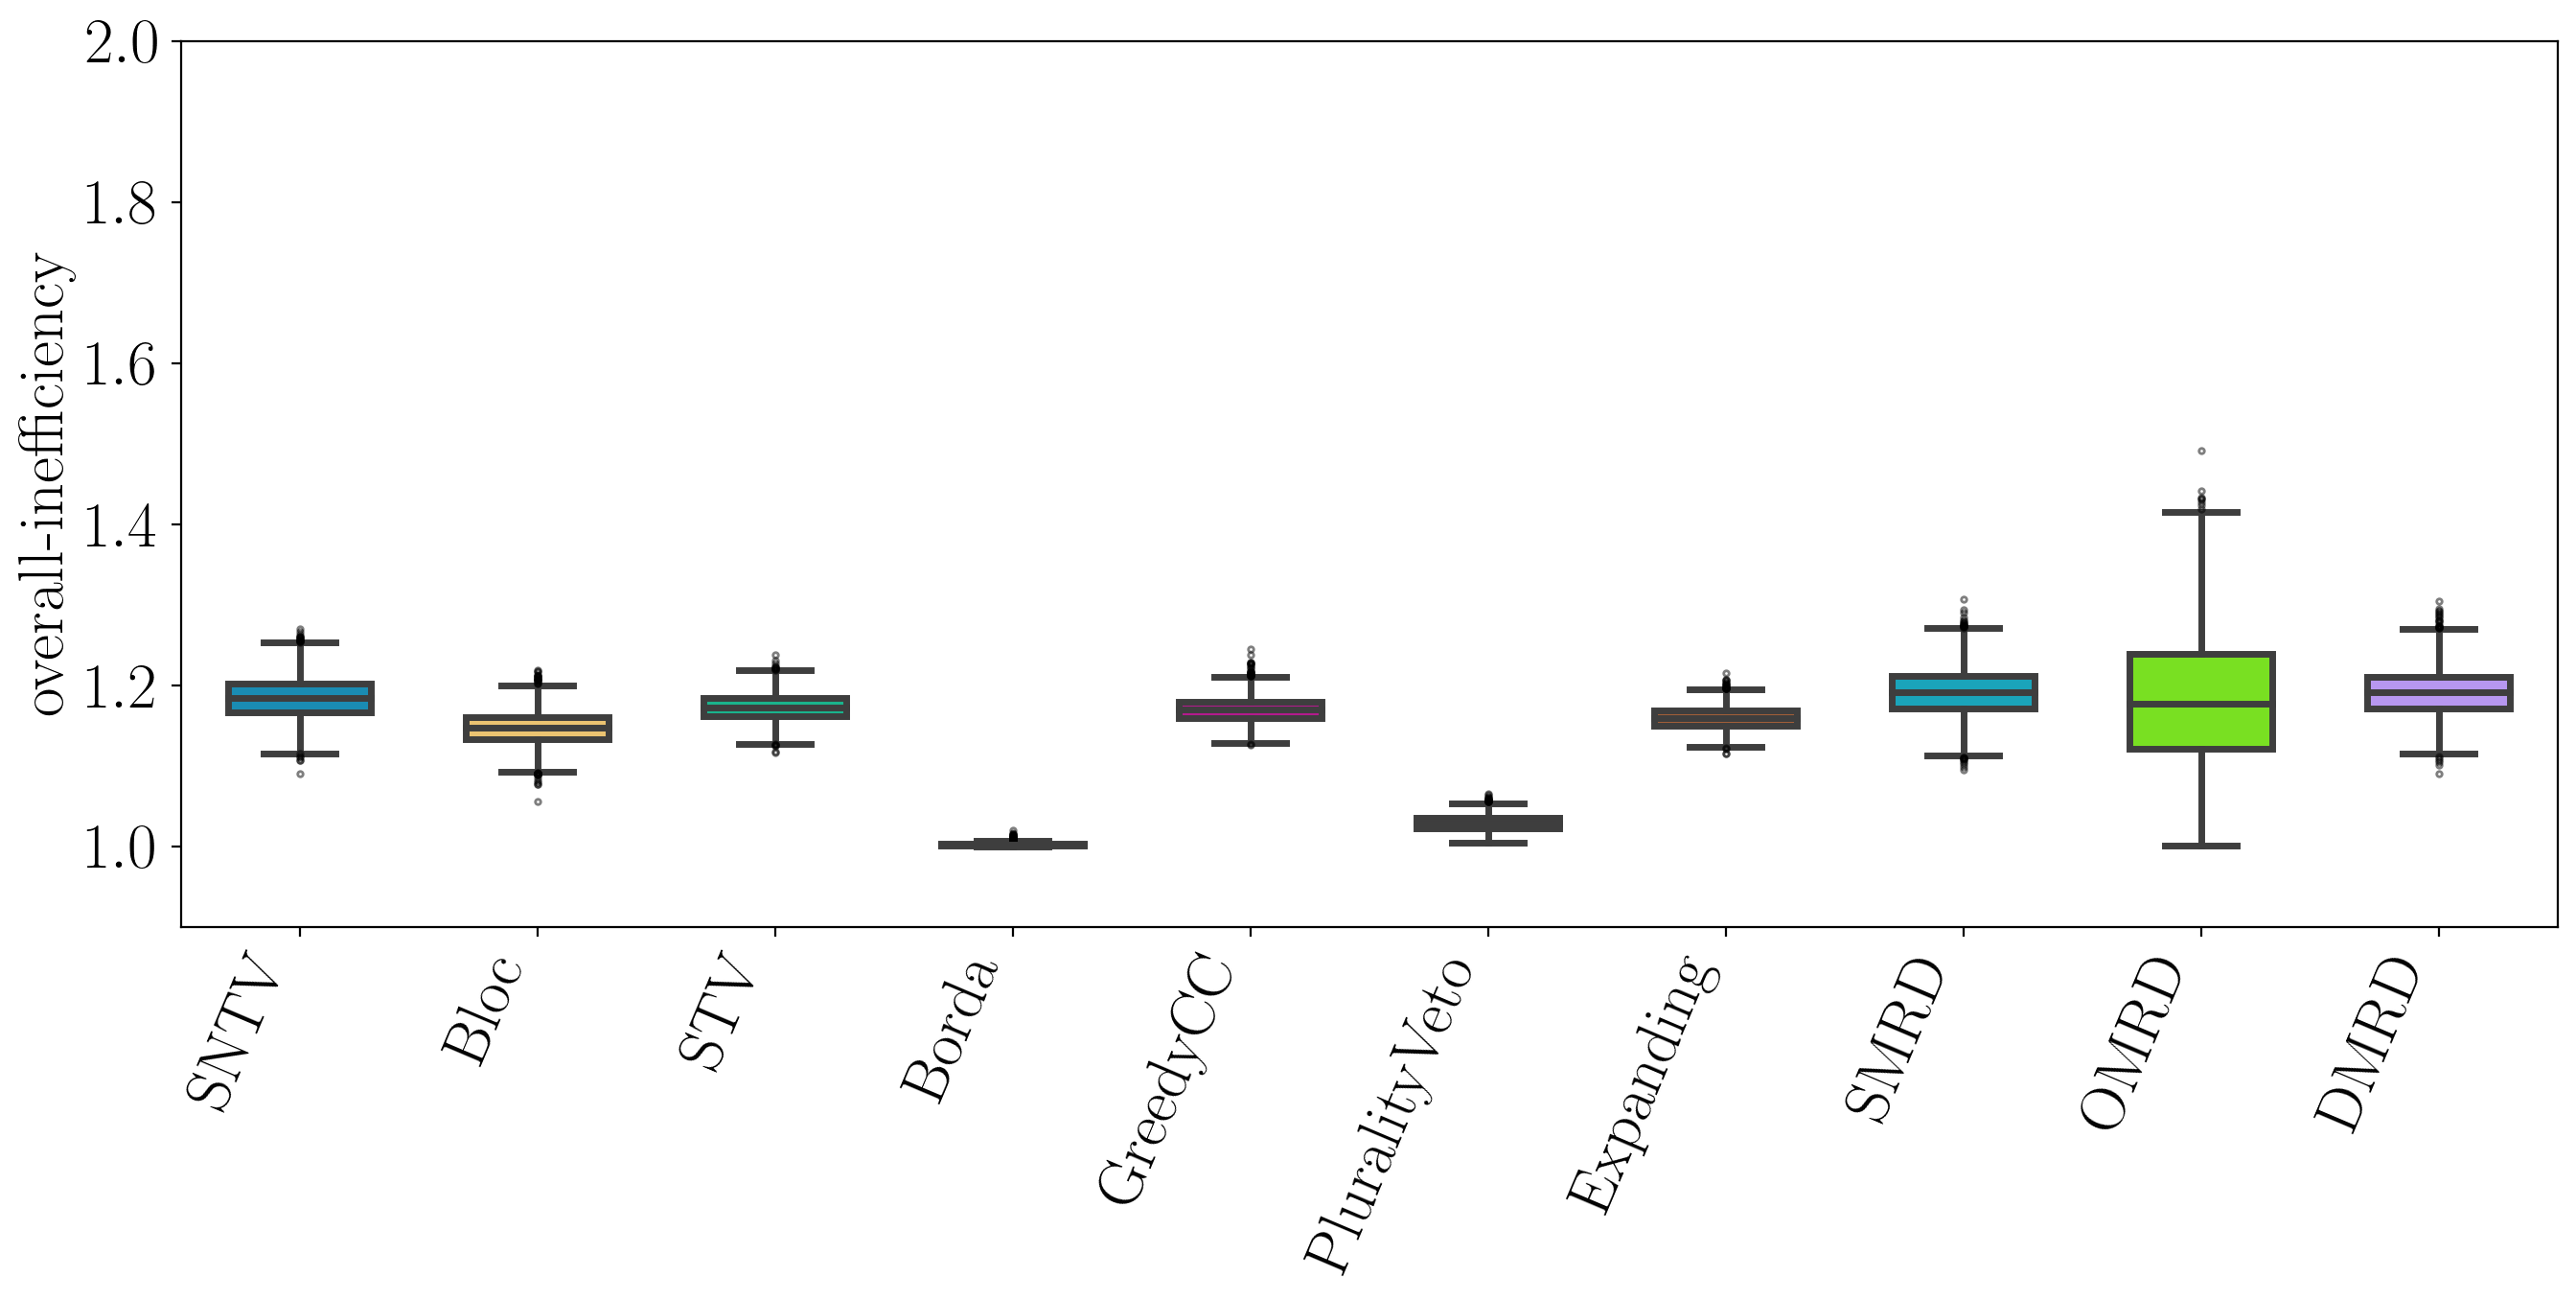 overall-inefficiency
2.0
1.8
1.6
1.4
1.2
1.0
SNTV
Bloc
STV
Borda
GreedyCC
PluralityVeto
Expanding
SMRD
OMRD
DMRD